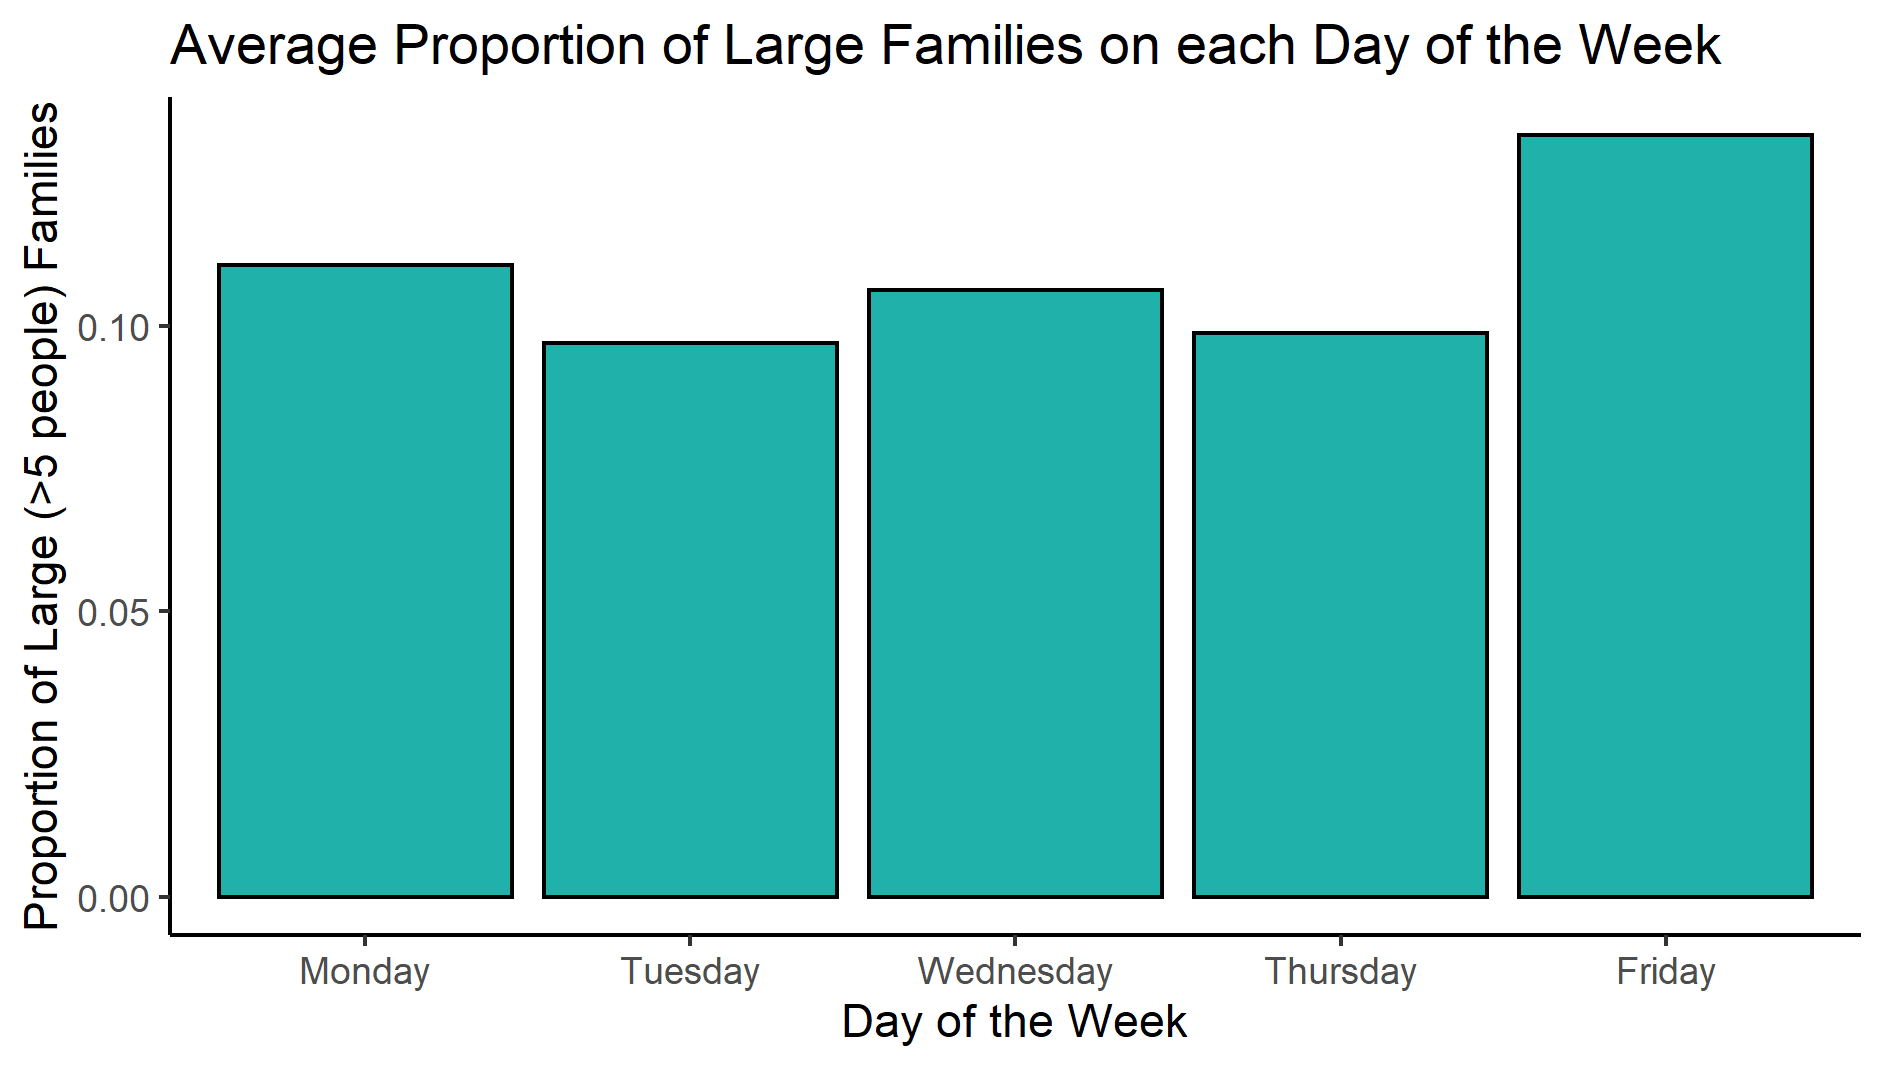 Average Proportion of Large Families on each Day of the Week
Proportion of Large (>5 people) Families
0.10
0.05
0.00
Monday
Tuesday
Wednesday
Thursday
Friday
Day of the Week